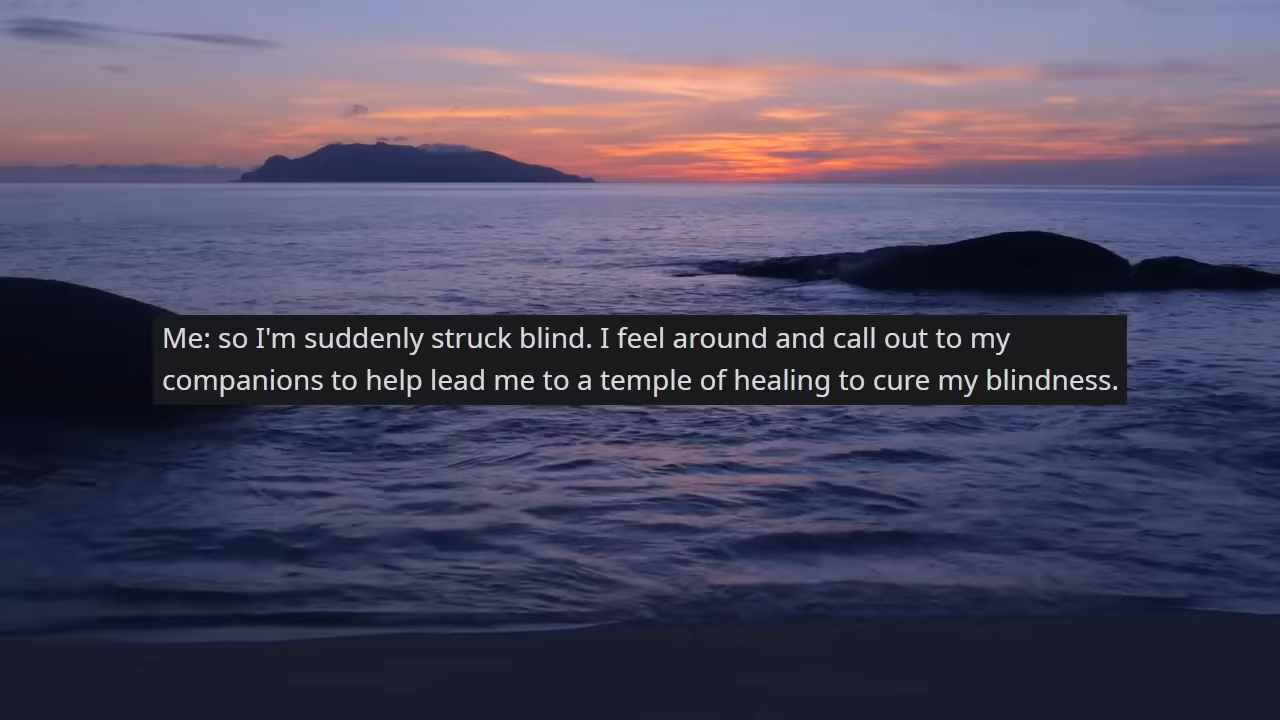 Me: so I'm suddenly struck blind. I feel around and call out to my
companions to help lead me to a temple of healing to cure my blindness.